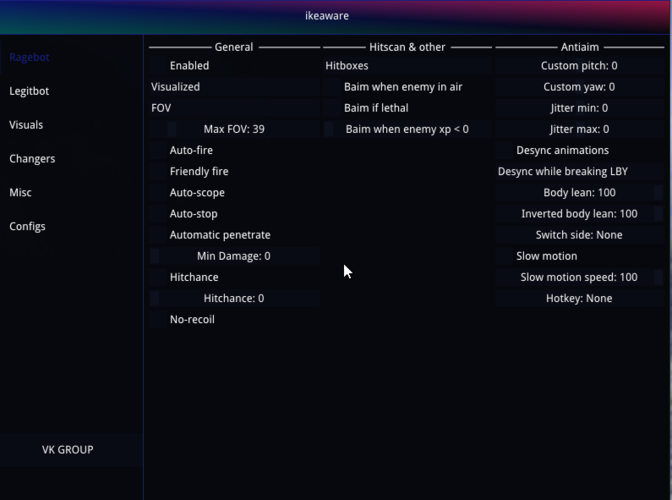 ikeaware
Ragebot
Legitbot
Visuals
Changers
Misc
Configs
VK GROUP
General
Enabled
Visualized
FOV
Max FOV: 39
Auto-fire
Friendly fire
Auto-scope
Auto-stop
Automatic penetrate
Min Damage: 0
Hitchance
Hitchance: 0
No-recoil
Hitscan & other
Hitboxes
Baim when enemy in air
Baim if lethal
Baim when enemy xp < 0
Antiaim
Custom pitch: 0
Custom yaw: 0
Jitter min: 0
Jitter max: 0
Desync animations
Desync while breaking LBY
Body lean: 100
Inverted body lean: 100
Switch side: None
Slow motion
Slow motion speed: 100
Hotkey: None